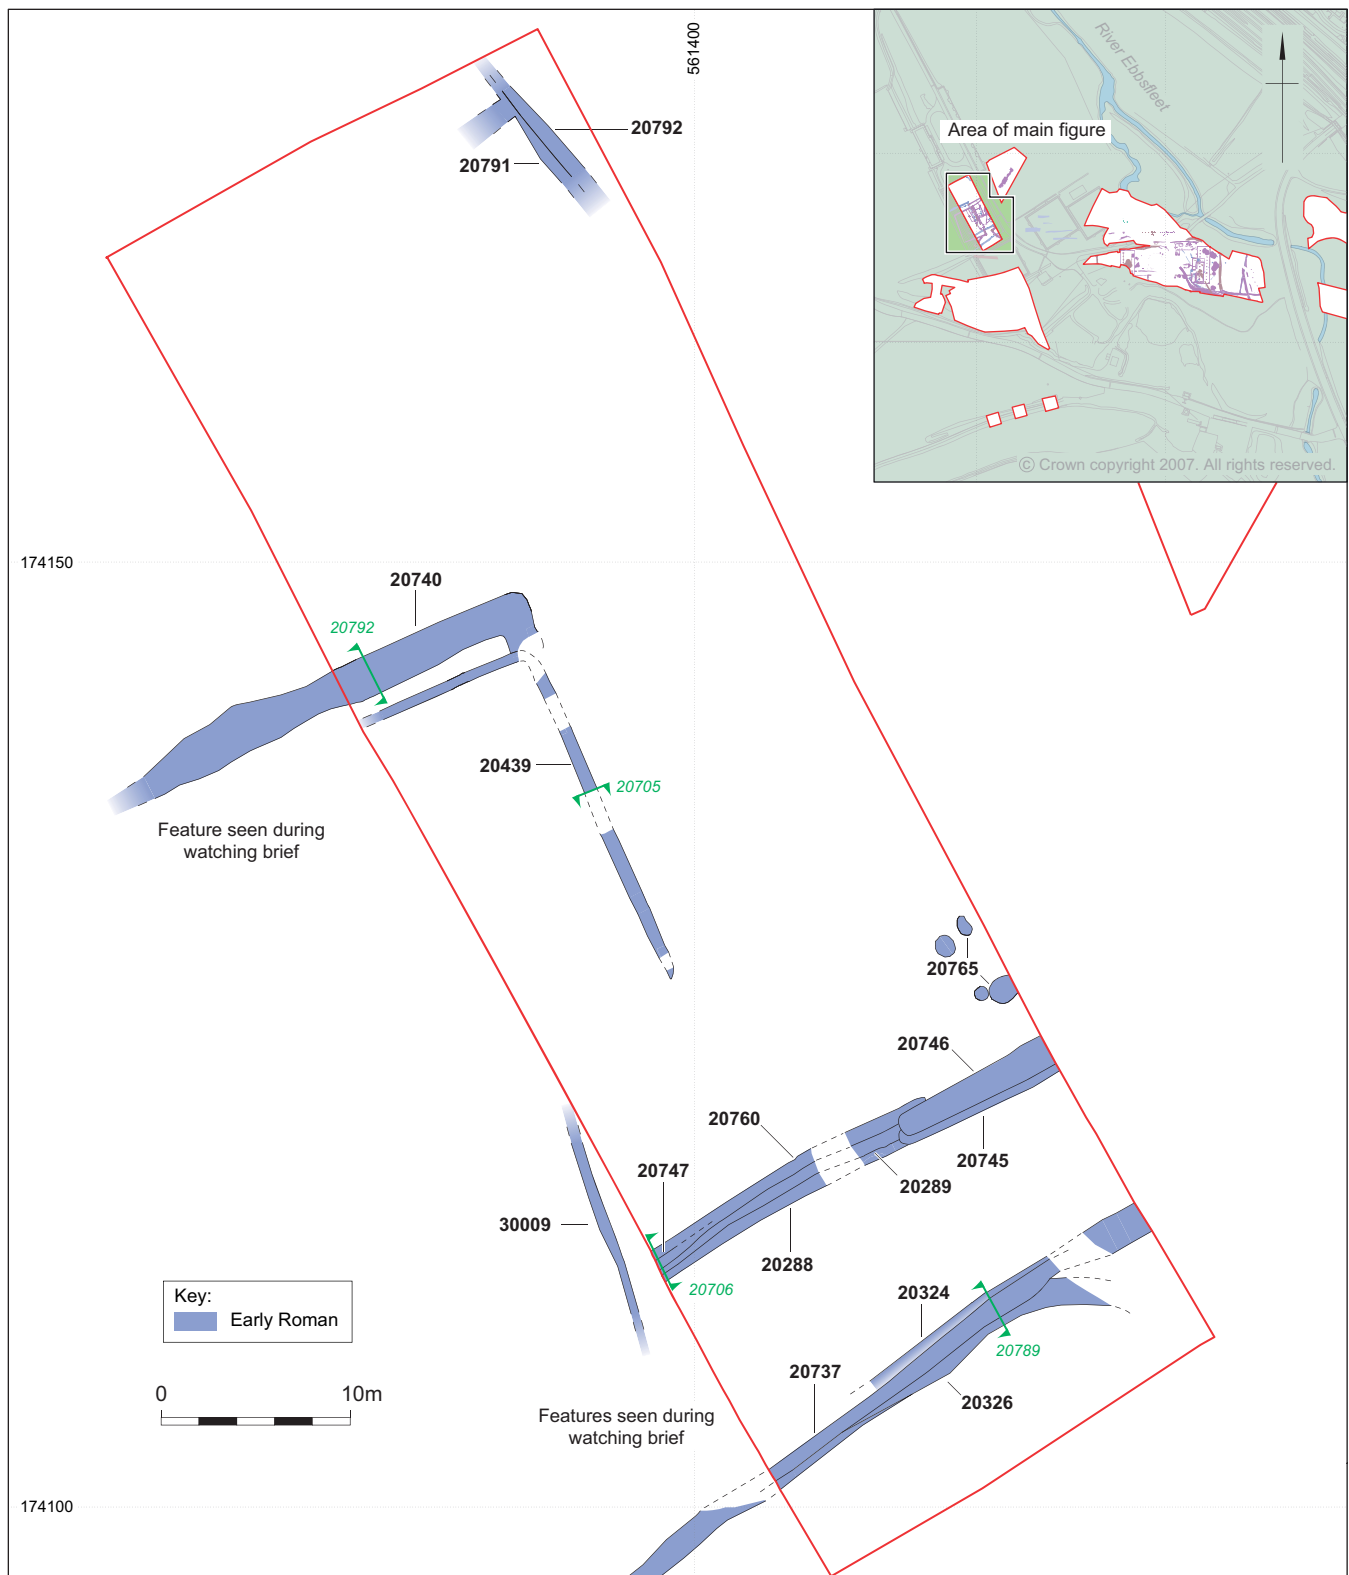 561400
River Ebbsfleet
Area of main figure
© Crown copyright 2007. All rights reserved.
20792
20791
174150
20740
20792
20439
20705
Feature seen during
watching brief
20765
20746
20760
20745
20747
20289
30009
20288
20706
Key:
Early Roman
20324
20789
20737
20326
0 10m
Features seen during
watching brief
174100